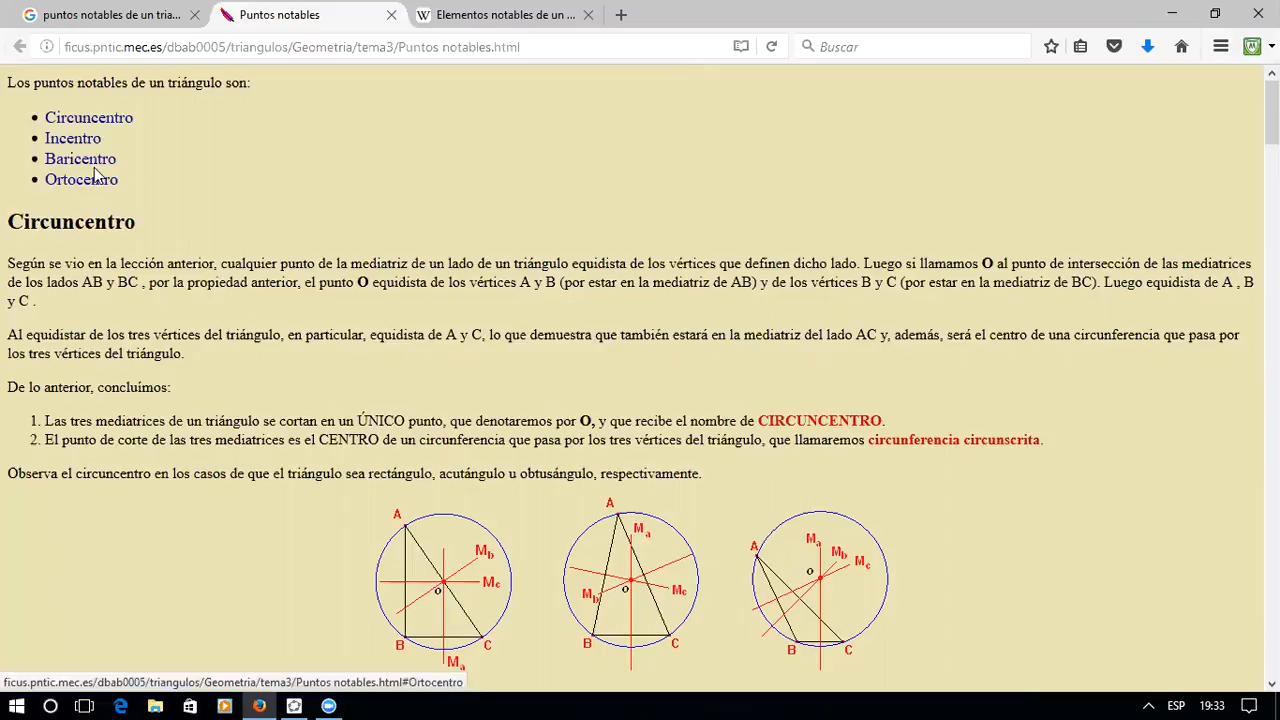 puntos notables de un tria...
Puntos notables
Elementos notables de un ...
ficus.pntic.mec.es/dbab0005/triangulos/Geometria/tema3/Puntos notables.html
Buscar
Los puntos notables de un triángulo son:
Circuncentro
Incentro
Baricentro
Ortocentro
Circuncentro
Según se vio en la lección anterior, cualquier punto de la mediatriz de un lado de un triángulo equidista de los vértices que definen dicho lado. Luego si llamamos O al punto de intersección de las mediatrices
de los lados AB y BC , por la propiedad anterior, el punto O equidista de los vértices A y B (por estar en la mediatriz de AB) y de los vértices B y C (por estar en la mediatriz de BC). Luego equidista de A , B
y C .
Al equidistar de los tres vértices del triángulo, en particular, equidista de A y C, lo que demuestra que también estará en la mediatriz del lado AC y, además, será el centro de una circunferencia que pasa por
los tres vértices del triángulo.
De lo anterior, concluímos:
1. Las tres mediatrices de un triángulo se cortan en un ÚNICO punto, que denotaremos por O, y que recibe el nombre de CIRCUNCENTRO.
2. El punto de corte de las tres mediatrices es el CENTRO de un circunferencia que pasa por los tres vértices del triángulo, que llamaremos circunferencia circunscrita.
Observa el circuncentro en los casos de que el triángulo sea rectángulo, acutángulo u obtusángulo, respectivamente.
A
Mb
Mc
o
B
C
Ma
A
Ma
Mb
o
Mc
B
C
A
Ma
Mb
Mc
o
B
C
ficus.pntic.mec.es/dbab0005/triangulos/Geometria/tema3/Puntos notables.html#Ortocentro
ESP
19:33